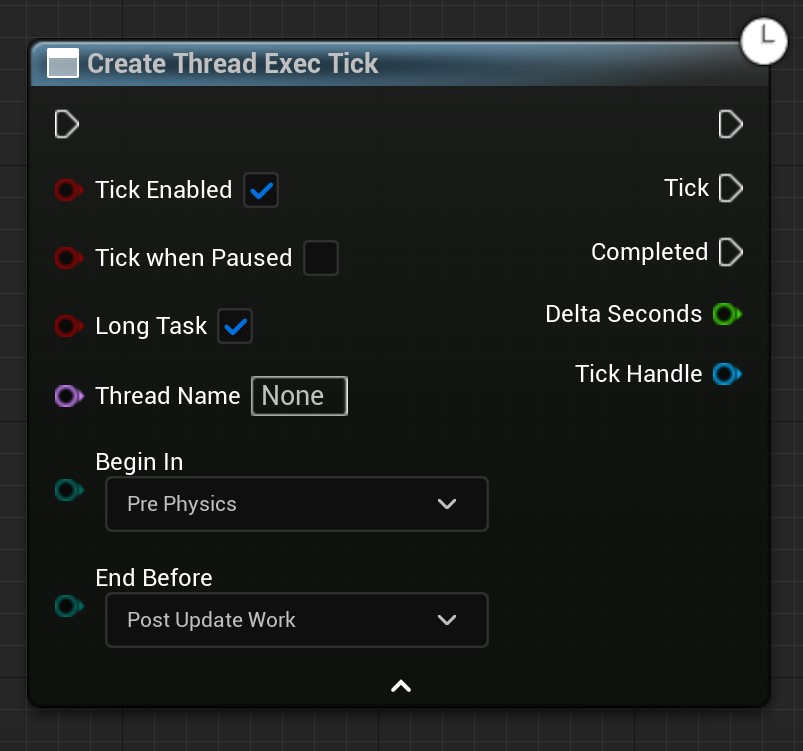 Create Thread Exec Tick
Tick Enabled
Tick
Tick when Paused
Completed
Long Task
Delta Seconds
Thread Name None
Tick Handle
Begin In
Pre Physics
End Before
Post Update Work